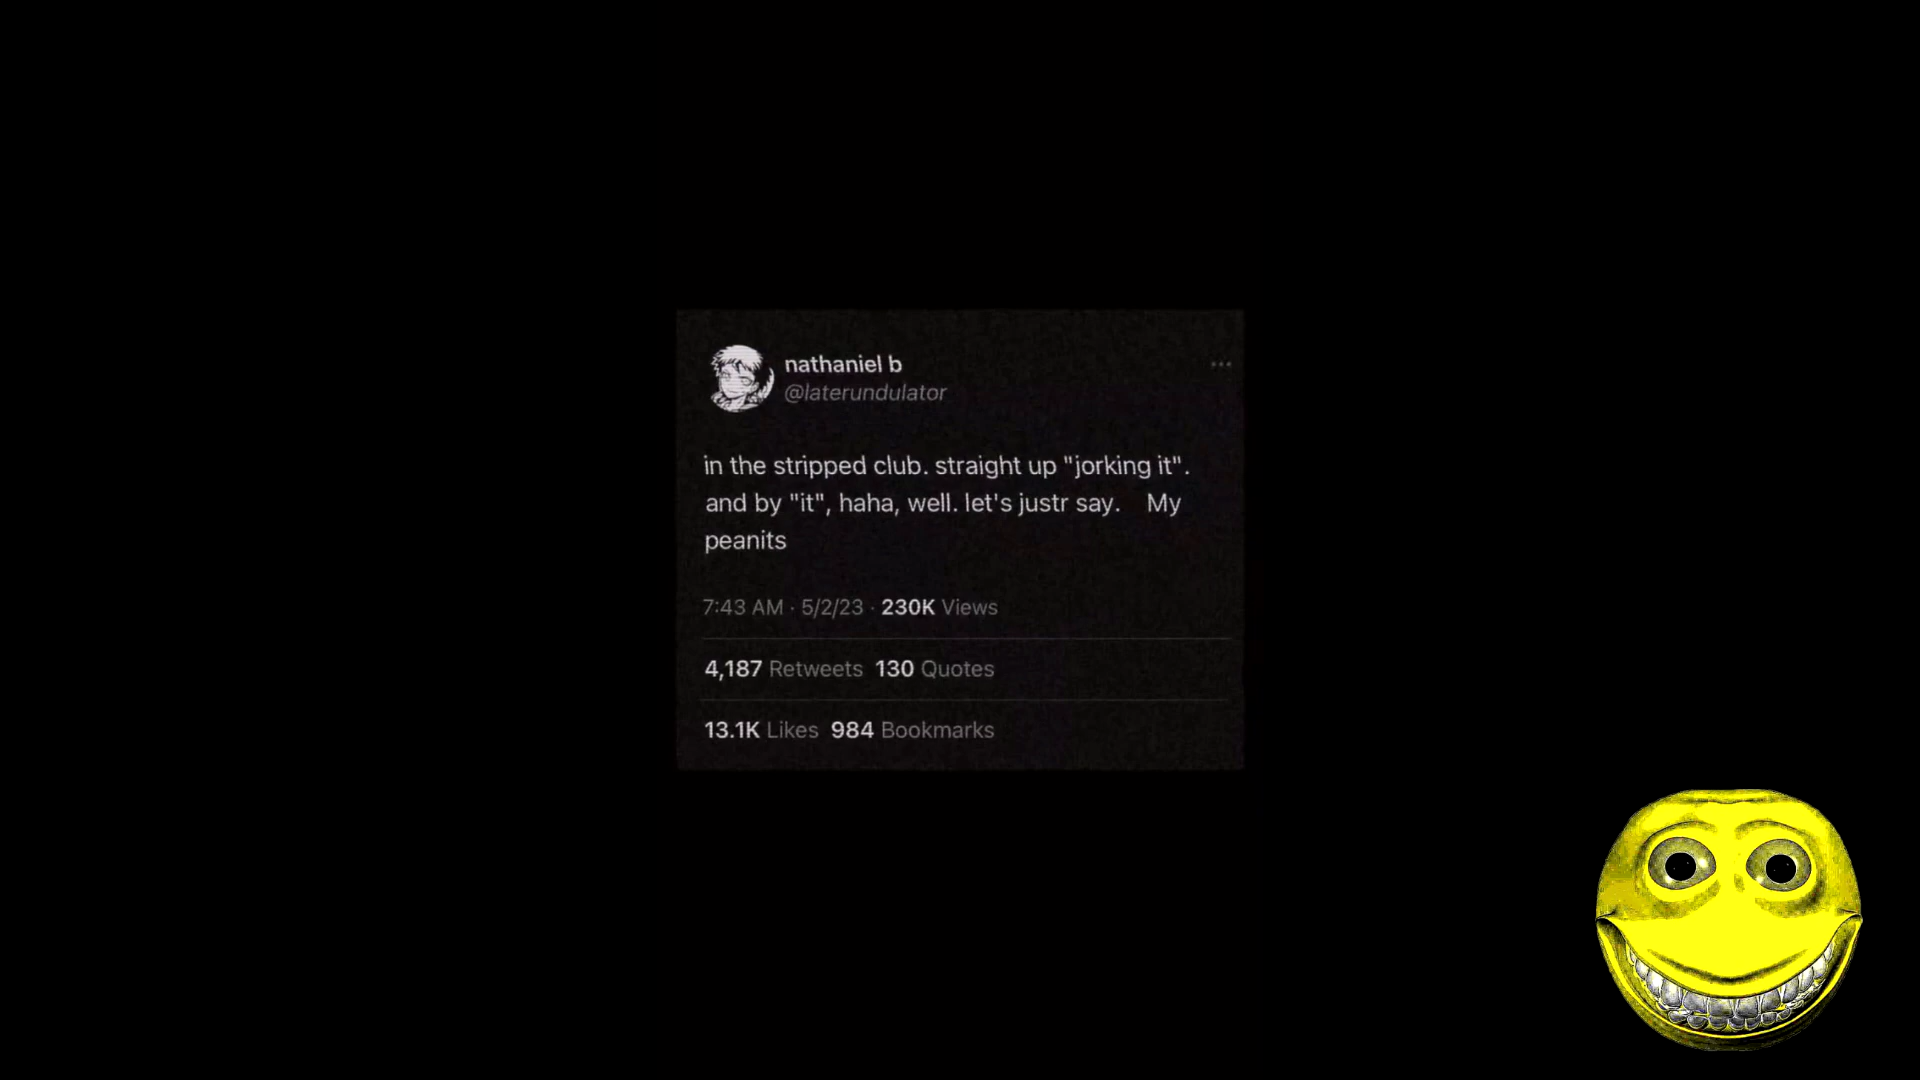 nathaniel b
@laterundulator
in the stripped club. straight up "jorking it".
and by "it", haha, well. let's justr say.    My
peanits
7:43 AM · 5/2/23 · 230K Views
4,187 Retweets  130 Quotes
13.1K Likes  984 Bookmarks